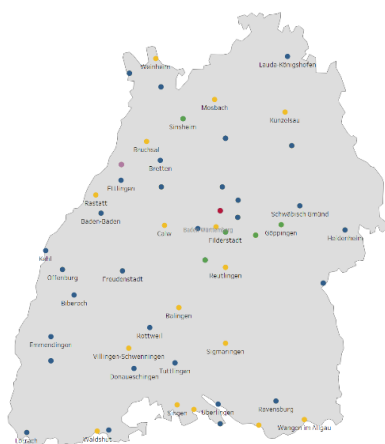 Weinheim
Lauda-Königshofen
Mosbach
Künzelsau
Sinsheim
Bruchsal
Bretten
Ettlingen
Rastatt
Baden-Baden
Schwäbisch Gmünd
Calw
Filderstadt
Göppingen
Heidenheim
Kehl
Offenburg
Freudenstadt
Reutlingen
Biberach
Balingen
Rottweil
Emmendingen
Villingen-Schwenningen
Sigmaringen
Donaueschingen
Tuttlingen
Singen
Überlingen
Ravensburg
Wangen im Allgäu
Lörrach
Waldshut